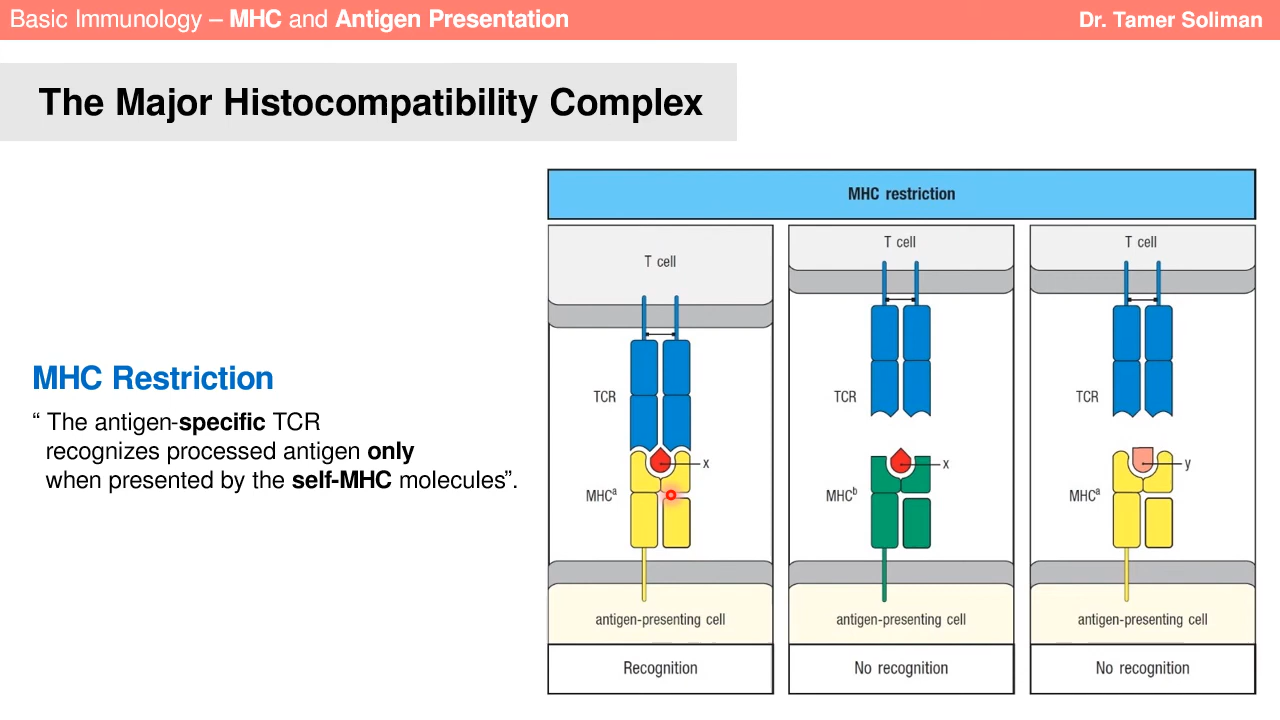 Basic Immunology – MHC and Antigen Presentation
Dr. Tamer Soliman
The Major Histocompatibility Complex
MHC Restriction
“ The antigen-specific TCR
recognizes processed antigen only
when presented by the self-MHC molecules”.
MHC restriction
T cell
TCR
x
MHCª
antigen-presenting cell
Recognition
T cell
TCR
x
MHCᵇ
antigen-presenting cell
No recognition
T cell
TCR
y
MHCª
antigen-presenting cell
No recognition